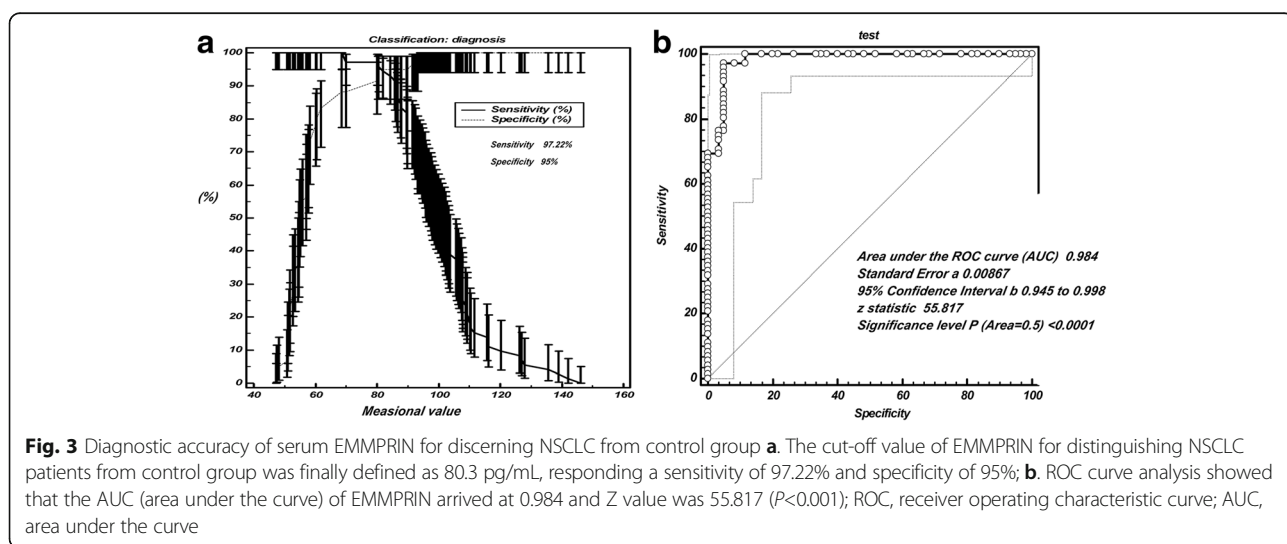 a
Classification: diagnosis
100
90
80
70
60
50
40
30
20
10
0
(%)
Sensitivity (%)
Specificity (%)
Sensitivity 97.22%
Specificity 95%
40 60 80 100 120 140 160
Measional value
b
test
100
80
60
40
20
0
Sensitivity
Area under the ROC curve (AUC) 0.984
Standard Error a 0.00867
95% Confidence Interval b 0.945 to 0.998
z statistic 55.817
Significance level P (Area=0.5) <0.0001
0 20 40 60 80 100
Specificity
Fig. 3 Diagnostic accuracy of serum EMMPRIN for discerning NSCLC from control group a. The cut-off value of EMMPRIN for distinguishing NSCLC
patients from control group was finally defined as 80.3 pg/mL, responding a sensitivity of 97.22% and specificity of 95%; b. ROC curve analysis showed
that the AUC (area under the curve) of EMMPRIN arrived at 0.984 and Z value was 55.817 (P<0.001); ROC, receiver operating characteristic curve; AUC,
area under the curve